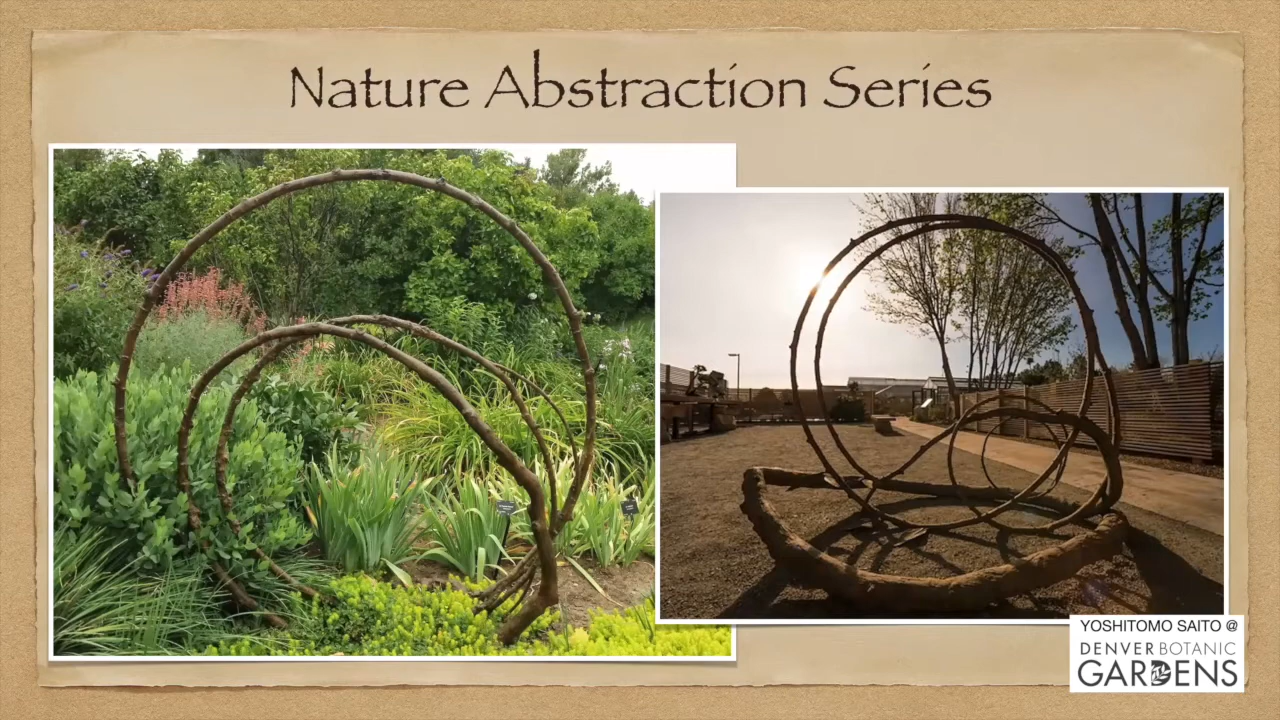 Nature Abstraction Series
YOSHITOMO SAITO @
DENVER BOTANIC
GARDENS